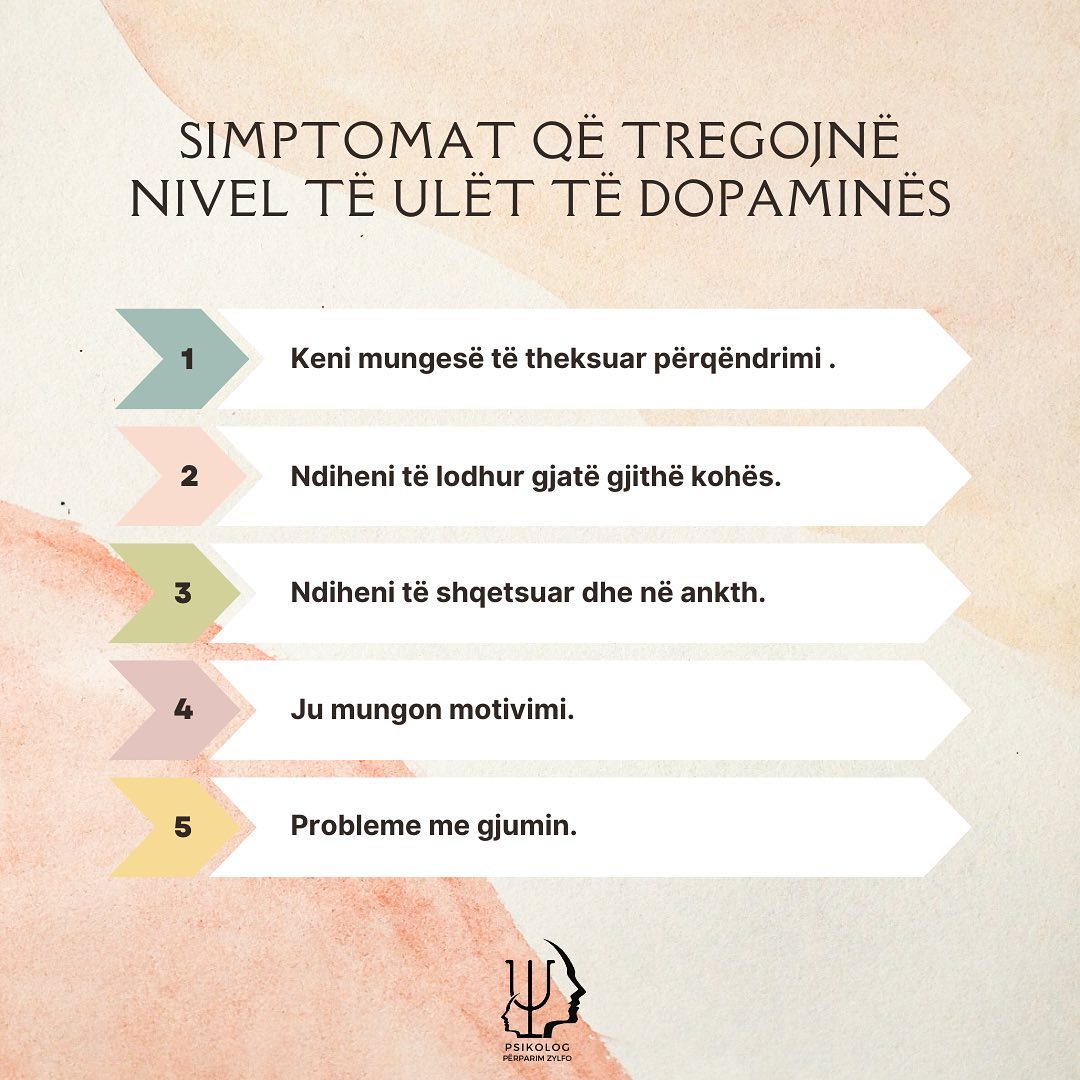 SIMPTOMAT QË TREGOJNË
NIVEL TË ULËT TË DOPAMINËS
1
Keni mungesë të theksuar përqëndrimi .
2
Ndiheni të lodhur gjatë gjithë kohës.
3
Ndiheni të shqetsuar dhe në ankth.
4
Ju mungon motivimi.
5
Probleme me gjumin.
PSIKOLOG
PËRPARIM ZYLFO